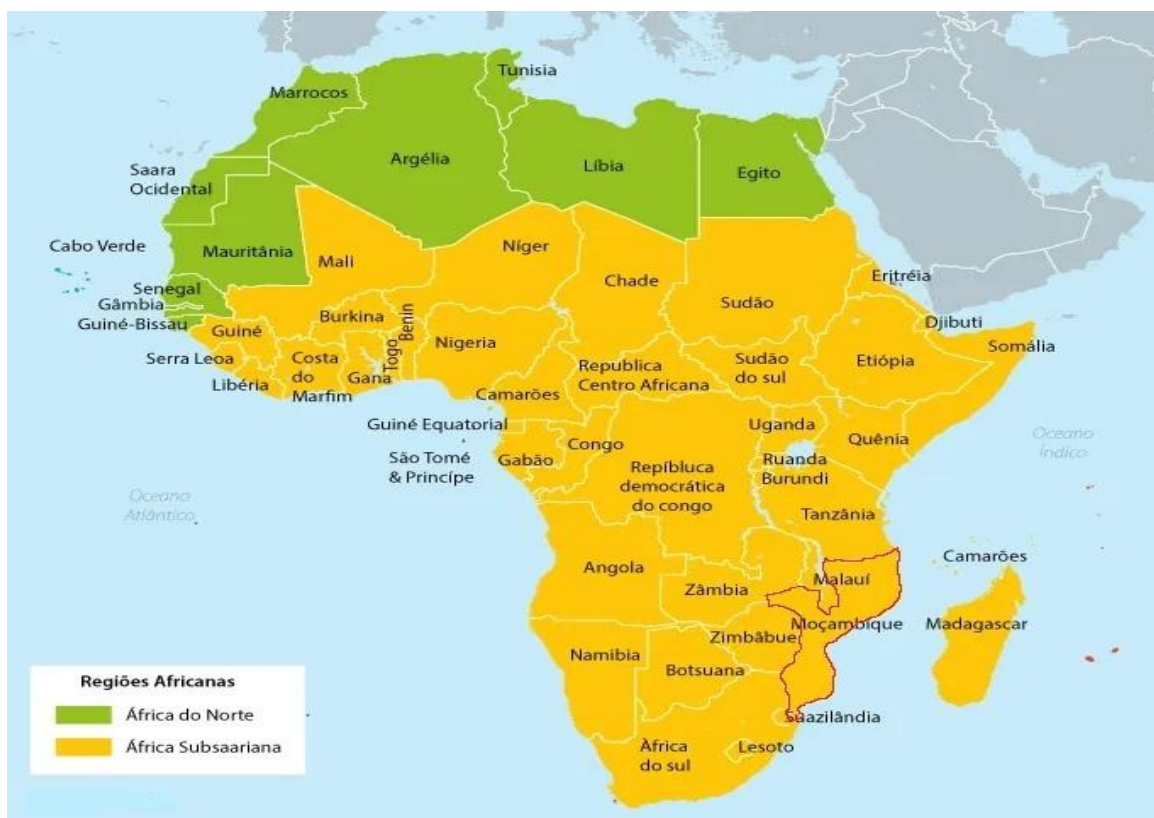 Tunisia
Marrocos
Argélia
Líbia
Egito
Saara
Ocidental
Cabo Verde
Mauritânia
Mali
Níger
Chade
Sudão
Eritréia
Senegal
Gâmbia
Guiné-Bissau
Guiné
Burkina
Benin
Togo
Nigeria
Djibuti
Somália
Etiópia
Serra Leoa
Libéria
Costa
do
Marfim
Gana
Camarões
Republica
Centro Africana
Sudão
do sul
Guiné Equatorial
São Tomé
& Princípe
Gabão
Congo
Repíbluca
democrática
do congo
Uganda
Quênia
Ruanda
Burundi
Oceano
Índico
Oceano
Atlântico
Tanzânia
Angola
Zâmbia
Malauí
Camarões
Moçambique
Madagascar
Zimbâbue
Namibia
Botsuana
Suazilândia
Lesoto
Àfrica
do sul
Regiões Africanas
África do Norte
África Subsaariana